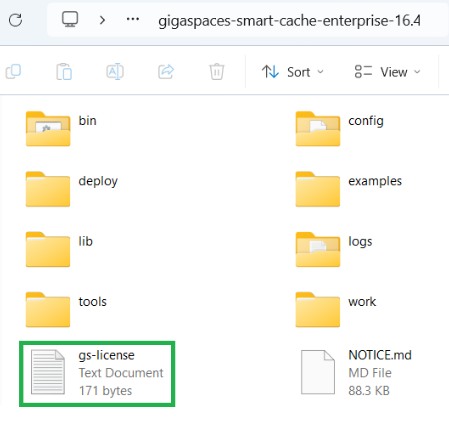 gigaspaces-smart-cache-enterprise-16.4
Sort
View
bin
config
deploy
examples
lib
logs
tools
work
gs-license
Text Document
171 bytes
NOTICE.md
MD File
88.3 KB